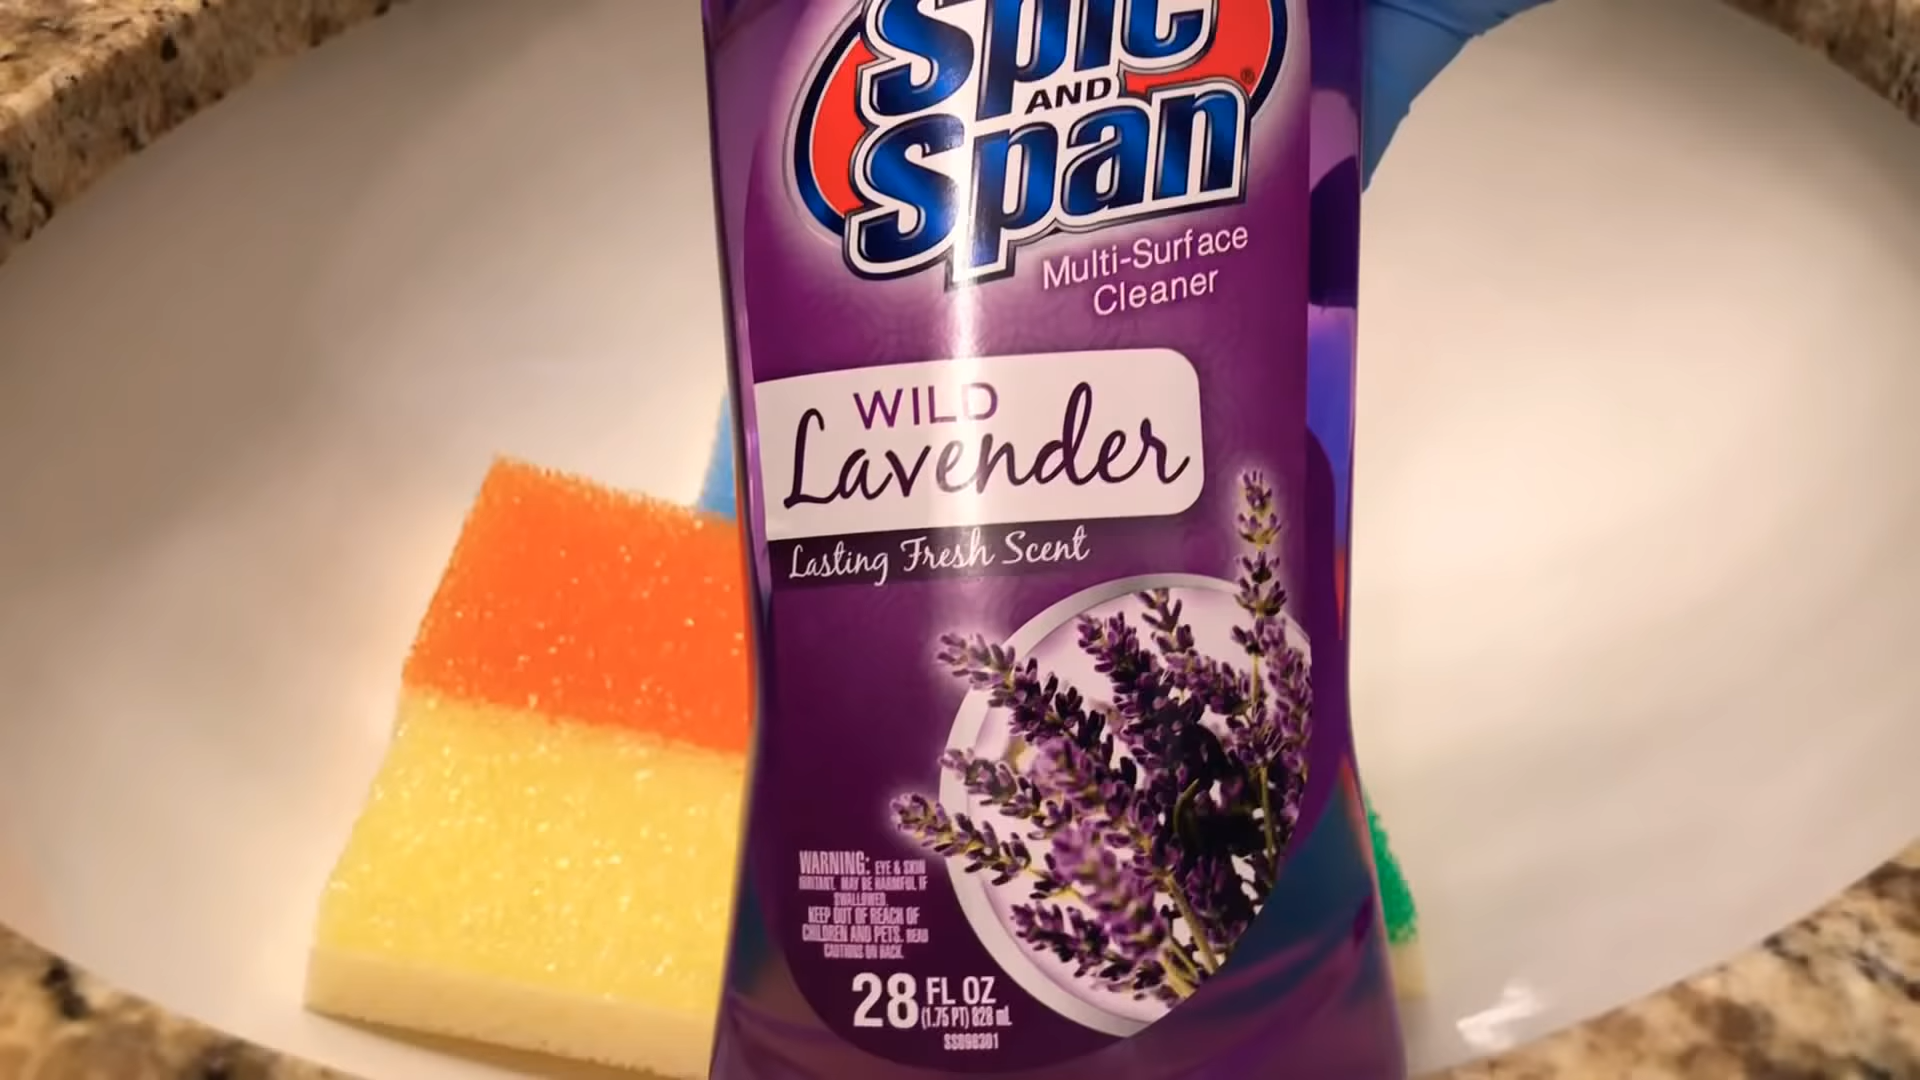 Spic
AND
Span®
Multi-Surface
Cleaner
WILD
Lavender
Lasting Fresh Scent
WARNING: EYE & SKIN
IRRITANT. MAY BE HARMFUL IF
SWALLOWED.
KEEP OUT OF REACH OF
CHILDREN AND PETS. READ
CAUTIONS ON BACK.
28 FL OZ
(1.75 PT) 828 mL
SS098301